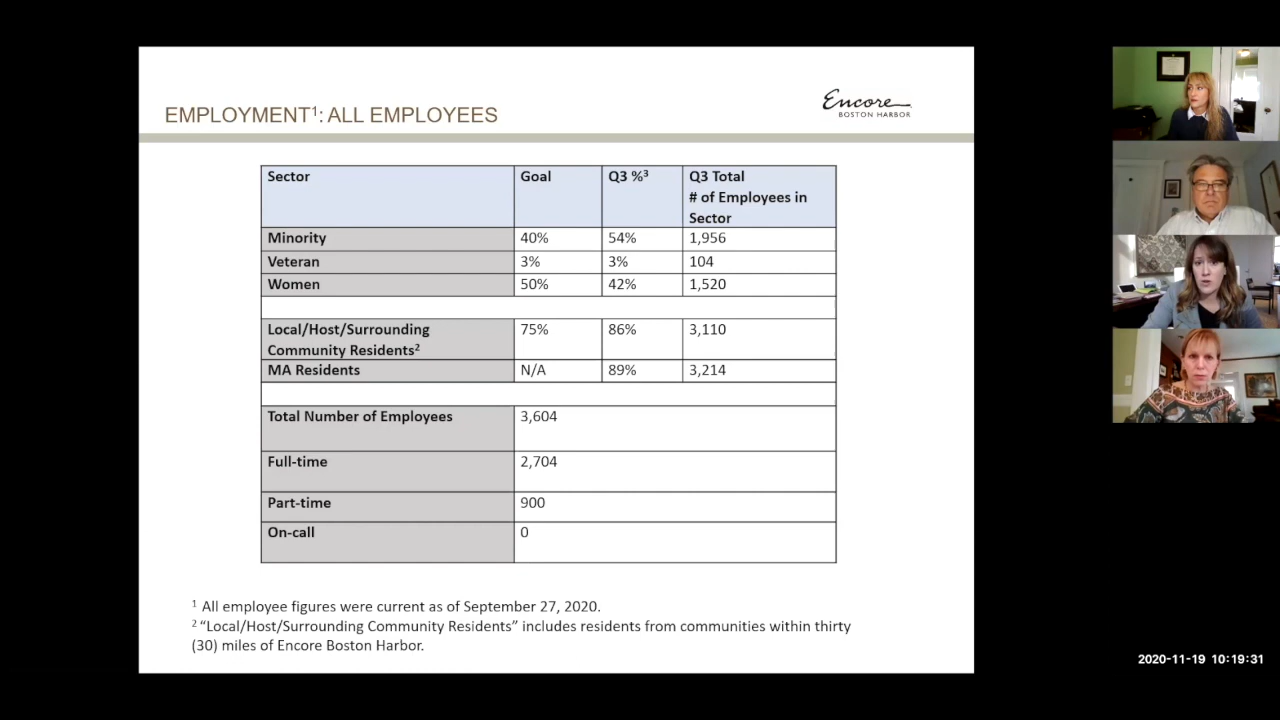 EMPLOYMENT¹: ALL EMPLOYEES
Encore
BOSTON HARBOR
Sector Goal Q3 %³ Q3 Total
# of Employees in
Sector
Minority 40% 54% 1,956
Veteran 3% 3% 104
Women 50% 42% 1,520
Local/Host/Surrounding 75% 86% 3,110
Community Residents²
MA Residents N/A 89% 3,214
Total Number of Employees 3,604
Full-time 2,704
Part-time 900
On-call 0
¹ All employee figures were current as of September 27, 2020.
² “Local/Host/Surrounding Community Residents” includes residents from communities within thirty
(30) miles of Encore Boston Harbor.
2020-11-19 10:19:31